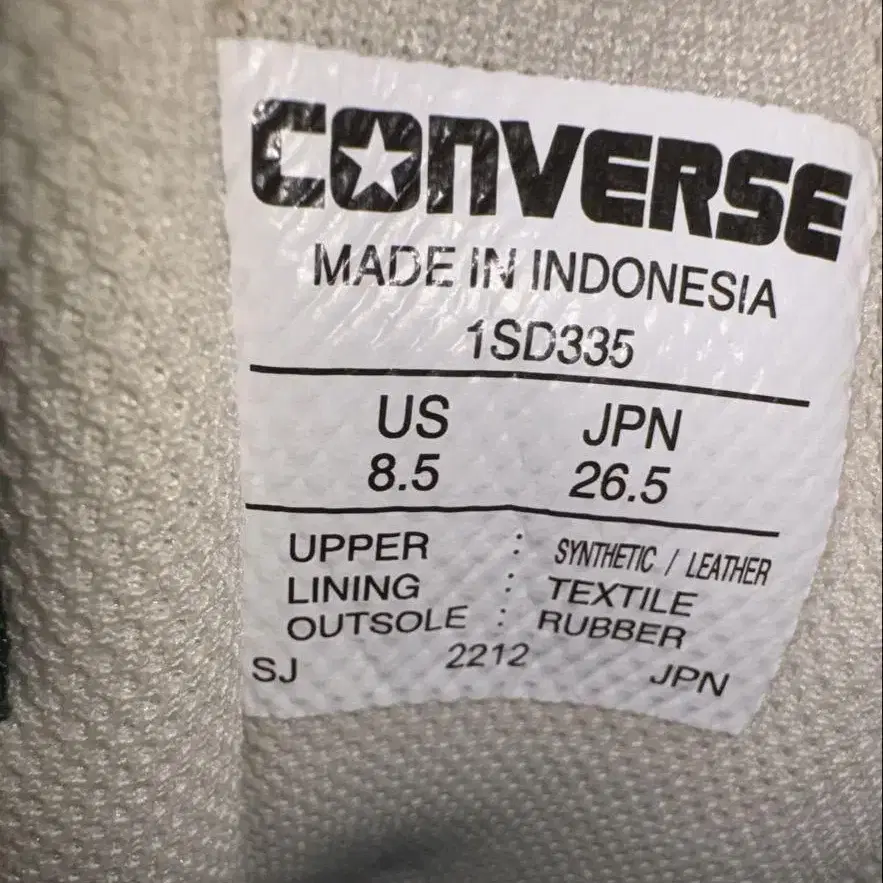 CONVERSE
MADE IN INDONESIA
1SD335
US JPN
8.5 26.5
UPPER : SYNTHETIC / LEATHER
LINING : TEXTILE
OUTSOLE : RUBBER
SJ 2212 JPN